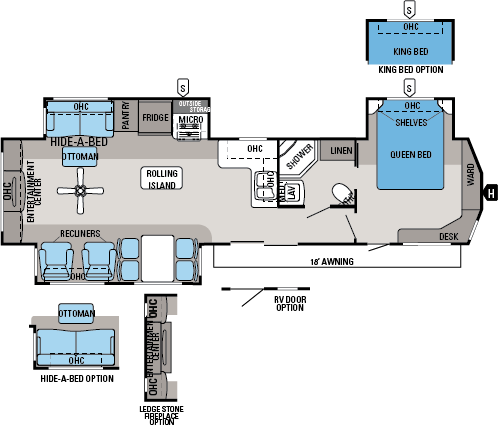 S
OHC
KING BED
KING BED OPTION
S
S
OHC
PANTRY
FRIDGE
OUTSIDE
STORAG
MICRO
HIDE-A-BED
OTTOMAN
OHC
ENTERTAINMENT
CENTER
ROLLING
ISLAND
OHC
OHC
SHOWER
LINEN
MED
LAV
OHC
SHELVES
QUEEN BED
WARD
H
DESK
RECLINERS
OHC
18' AWNING
RV DOOR
OPTION
OTTOMAN
OHC
HIDE-A-BED OPTION
OHC
ENTERTAINMENT
CENTER
OHC
LEDGE STONE
FIREPLACE
OPTION